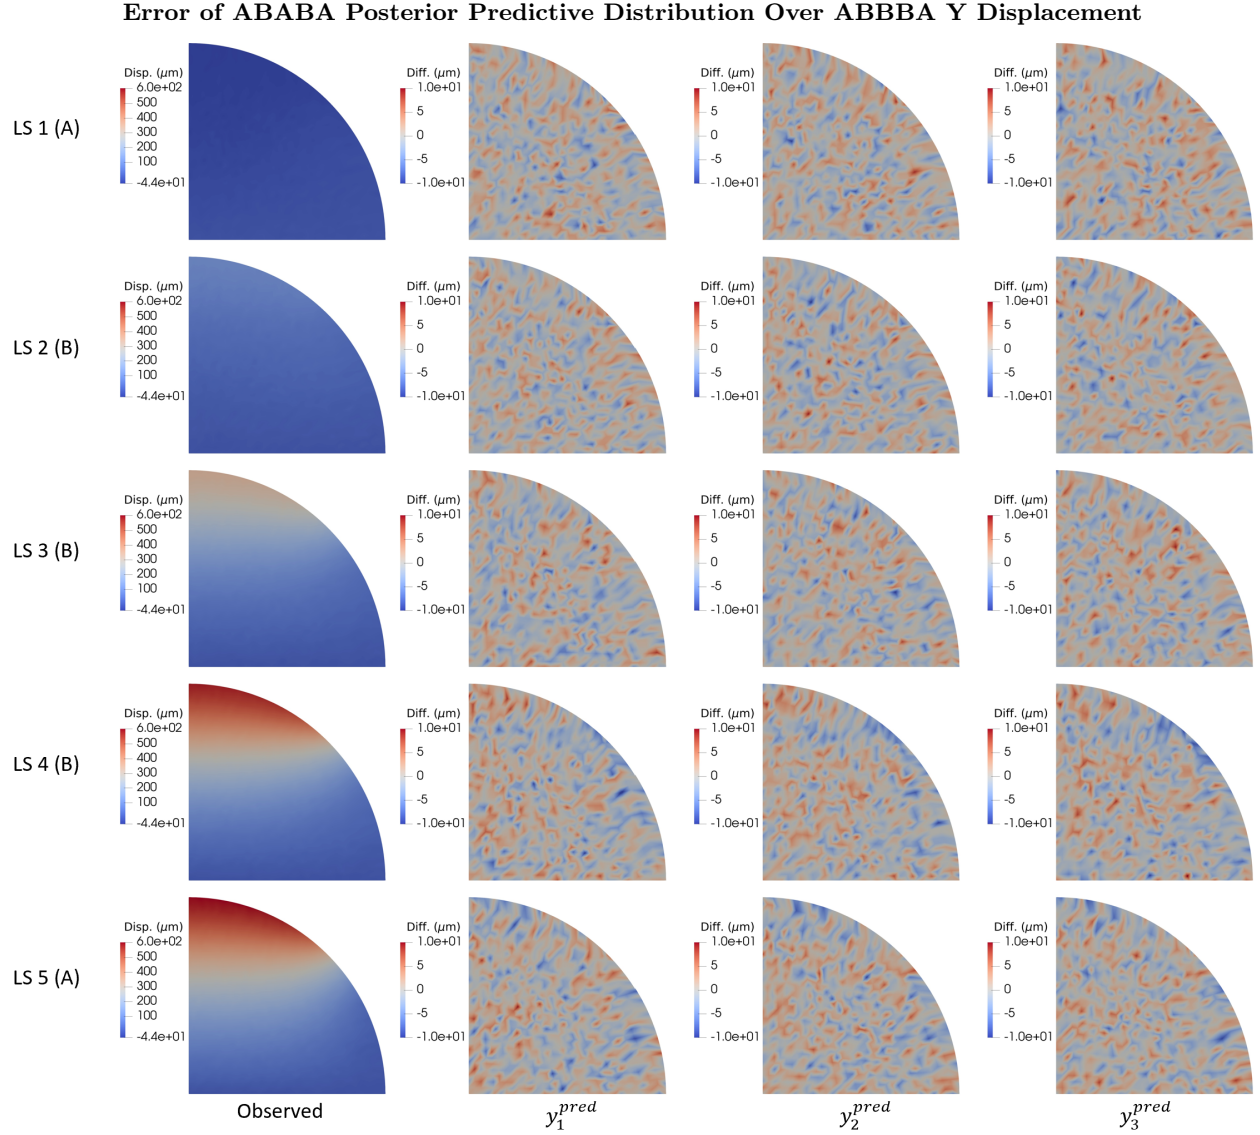 Error of ABABA Posterior Predictive Distribution Over ABBBA Y Displacement
LS 1 (A)
Disp. (μm)
6.0e+02
500
400
300
200
100
-4.4e+01
Diff. (μm)
1.0e+01
5
0
-5
-1.0e+01
Diff. (μm)
1.0e+01
5
0
-5
-1.0e+01
Diff. (μm)
1.0e+01
5
0
-5
-1.0e+01
LS 2 (B)
Disp. (μm)
6.0e+02
500
400
300
200
100
-4.4e+01
Diff. (μm)
1.0e+01
5
0
-5
-1.0e+01
Diff. (μm)
1.0e+01
5
0
-5
-1.0e+01
Diff. (μm)
1.0e+01
5
0
-5
-1.0e+01
LS 3 (B)
Disp. (μm)
6.0e+02
500
400
300
200
100
-4.4e+01
Diff. (μm)
1.0e+01
5
0
-5
-1.0e+01
Diff. (μm)
1.0e+01
5
0
-5
-1.0e+01
Diff. (μm)
1.0e+01
5
0
-5
-1.0e+01
LS 4 (B)
Disp. (μm)
6.0e+02
500
400
300
200
100
-4.4e+01
Diff. (μm)
1.0e+01
5
0
-5
-1.0e+01
Diff. (μm)
1.0e+01
5
0
-5
-1.0e+01
Diff. (μm)
1.0e+01
5
0
-5
-1.0e+01
LS 5 (A)
Disp. (μm)
6.0e+02
500
400
300
200
100
-4.4e+01
Diff. (μm)
1.0e+01
5
0
-5
-1.0e+01
Diff. (μm)
1.0e+01
5
0
-5
-1.0e+01
Diff. (μm)
1.0e+01
5
0
-5
-1.0e+01
Observed
y₁^pred
y₂^pred
y₃^pred